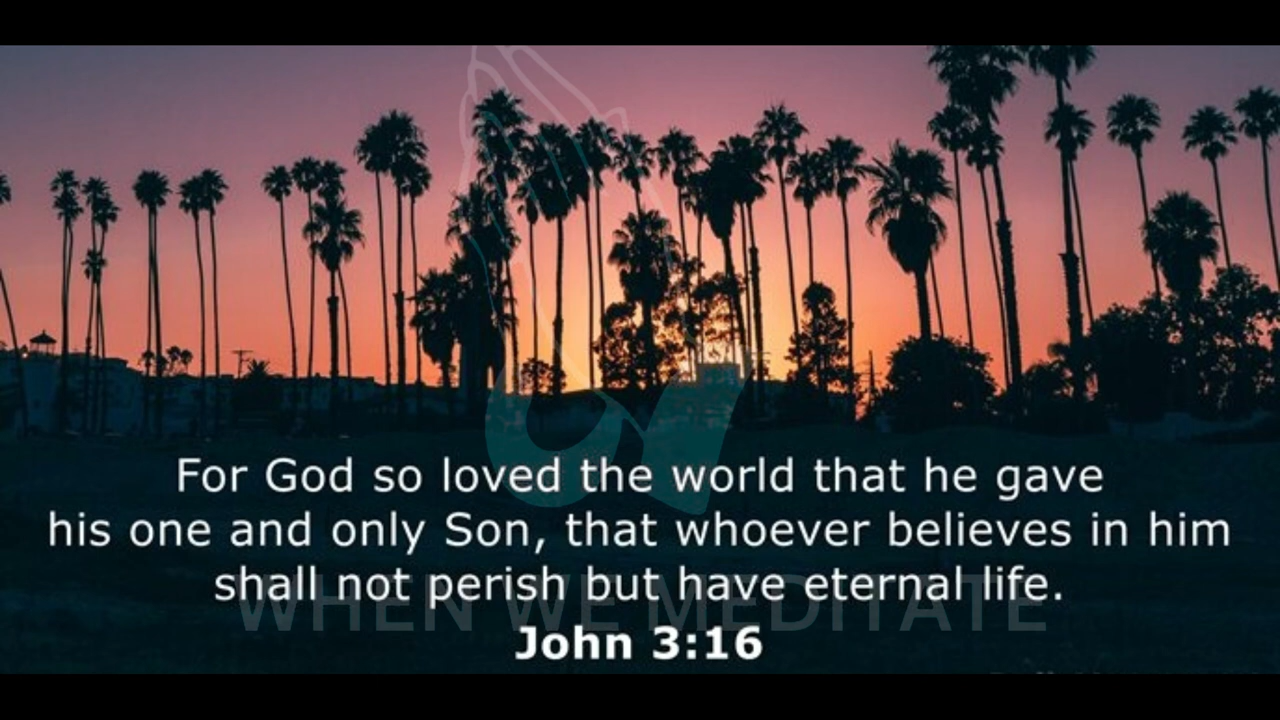 For God so loved the world that he gave
his one and only Son, that whoever believes in him
shall not perish but have eternal life.
WHEN WE MEDITATE
John 3:16